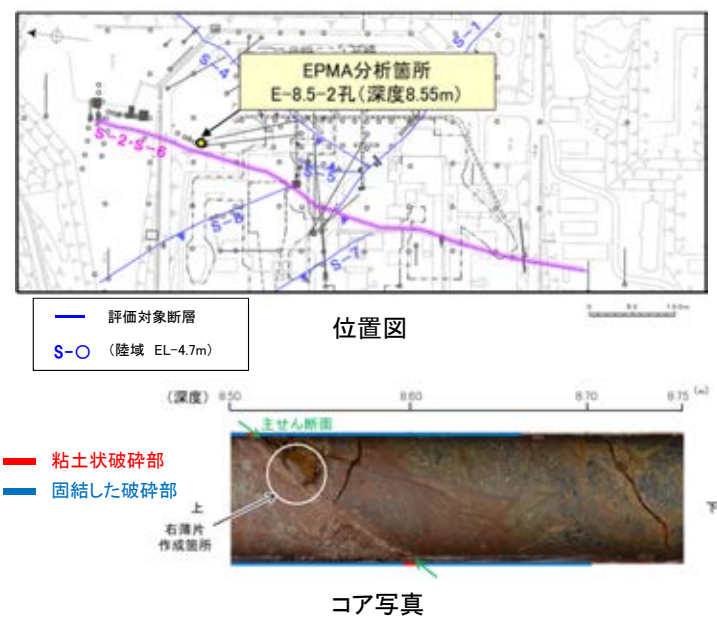 S-4
S-1
EPMA分析箇所
E-8.5-2孔(深度8.55m)
S-2・S-6
S-5
S-8
S-7
評価対象断層
S-○ (陸域 EL-4.7m)
位置図
(深度)
8.50
8.60
8.70
8.75 (m)
主せん断面
粘土状破砕部
固結した破砕部
上
下
右薄片
作成箇所
コア写真